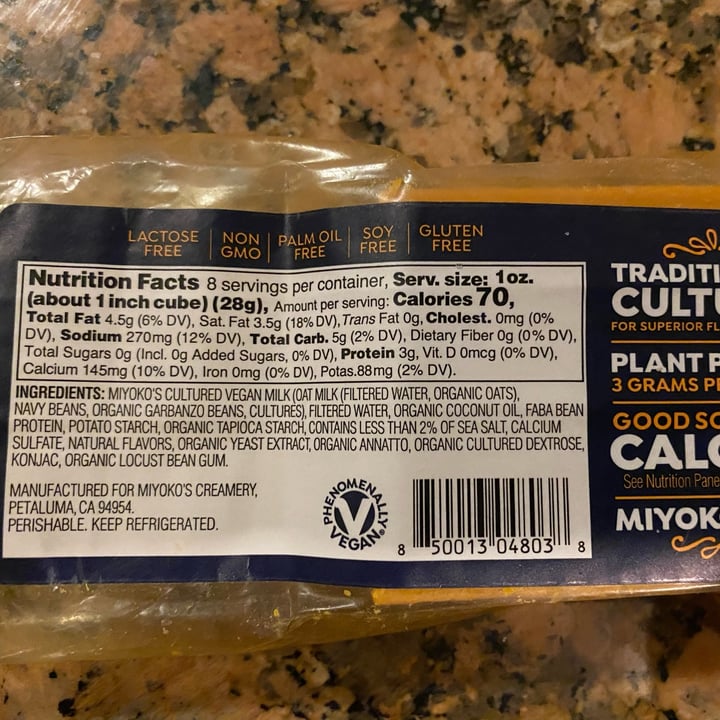 LACTOSE FREE
NON GMO
PALM OIL FREE
SOY FREE
GLUTEN FREE
Nutrition Facts 8 servings per container, Serv. size: 1oz.
(about 1 inch cube) (28g), Amount per serving: Calories 70,
Total Fat 4.5g (6% DV), Sat. Fat 3.5g (18% DV), Trans Fat 0g, Cholest. 0mg (0%
DV), Sodium 270mg (12% DV), Total Carb. 5g (2% DV), Dietary Fiber 0g (0% DV),
Total Sugars 0g (Incl. 0g Added Sugars, 0% DV), Protein 3g, Vit. D 0mcg (0% DV),
Calcium 145mg (10% DV), Iron 0mg (0% DV), Potas. 88mg (2% DV).
INGREDIENTS: MIYOKO'S CULTURED VEGAN MILK (OAT MILK (FILTERED WATER, ORGANIC OATS),
NAVY BEANS, ORGANIC GARBANZO BEANS, CULTURES), FILTERED WATER, ORGANIC COCONUT OIL, FABA BEAN
PROTEIN, POTATO STARCH, ORGANIC TAPIOCA STARCH, CONTAINS LESS THAN 2% OF SEA SALT, CALCIUM
SULFATE, NATURAL FLAVORS, ORGANIC YEAST EXTRACT, ORGANIC ANNATTO, ORGANIC CULTURED DEXTROSE,
KONJAC, ORGANIC LOCUST BEAN GUM.
MANUFACTURED FOR MIYOKO'S CREAMERY,
PETALUMA, CA 94954.
PERISHABLE. KEEP REFRIGERATED.
PHENOMENALLY
V
VEGAN
8 50013 04803 8
TRADITI
CULTU
FOR SUPERIOR FL
PLANT P
3 GRAMS P
GOOD SO
CALC
See Nutrition Pane
MIYOK